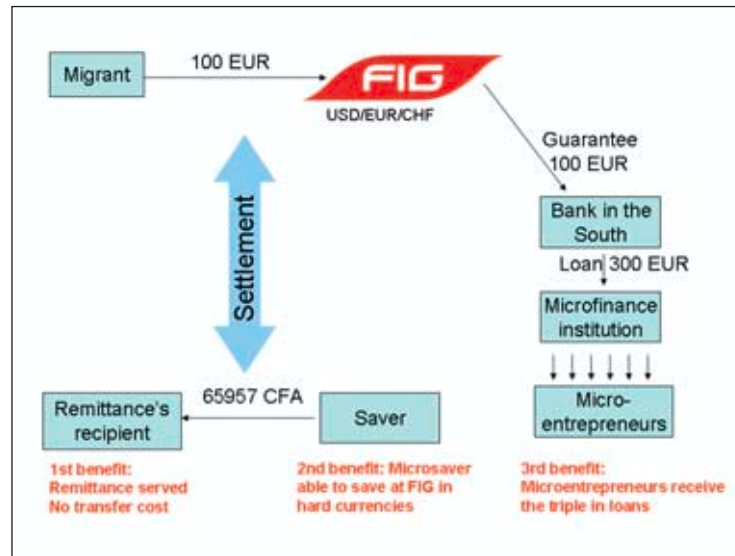 Migrant
100 EUR
FIG
USD/EUR/CHF
Guarantee
100 EUR
Bank in the
South
Loan 300 EUR
Microfinance
institution
Settlement
65957 CFA
Remittance's
recipient
Saver
Micro-
entrepreneurs
1st benefit:
Remittance served
No transfer cost
2nd benefit: Microsaver
able to save at FIG in
hard currencies
3rd benefit:
Microentrepreneurs receive
the triple in loans